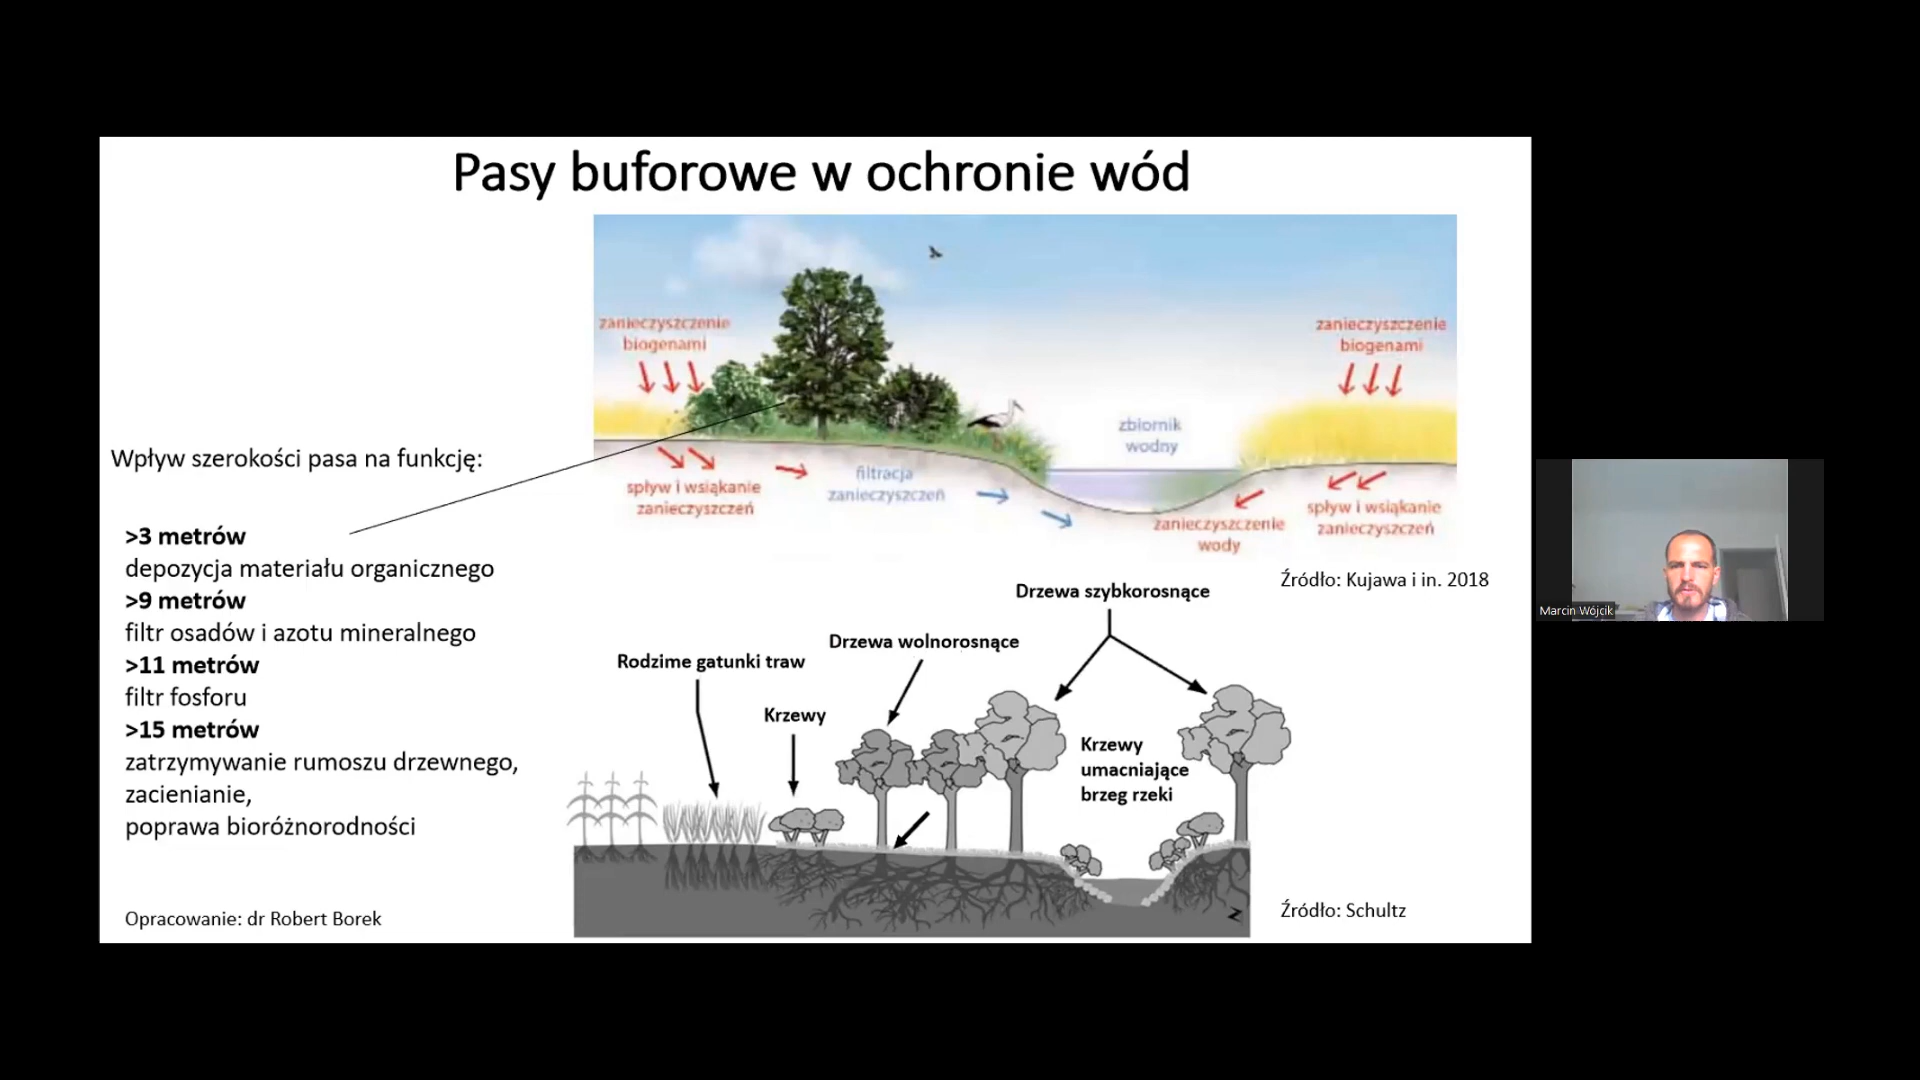 Pasy buforowe w ochronie wód
zanieczyszczenie
biogenami
zanieczyszczenie
biogenami
zbiornik
wodny
Wpływ szerokości pasa na funkcję:
filtracja
zanieczyszczeń
spływ i wsiąkanie
zanieczyszczeń
spływ i wsiąkanie
zanieczyszczeń
zanieczyszczenie
wody
>3 metrów
depozycja materiału organicznego
>9 metrów
filtr osadów i azotu mineralnego
>11 metrów
filtr fosforu
>15 metrów
zatrzymywanie rumoszu drzewnego,
zacienianie,
poprawa bioróżnorodności
Źródło: Kujawa i in. 2018
Drzewa szybkorosnące
Drzewa wolnorosnące
Rodzime gatunki traw
Krzewy
Krzewy
umacniające
brzeg rzeki
Źródło: Schultz
Opracowanie: dr Robert Borek
Marcin Wójcik